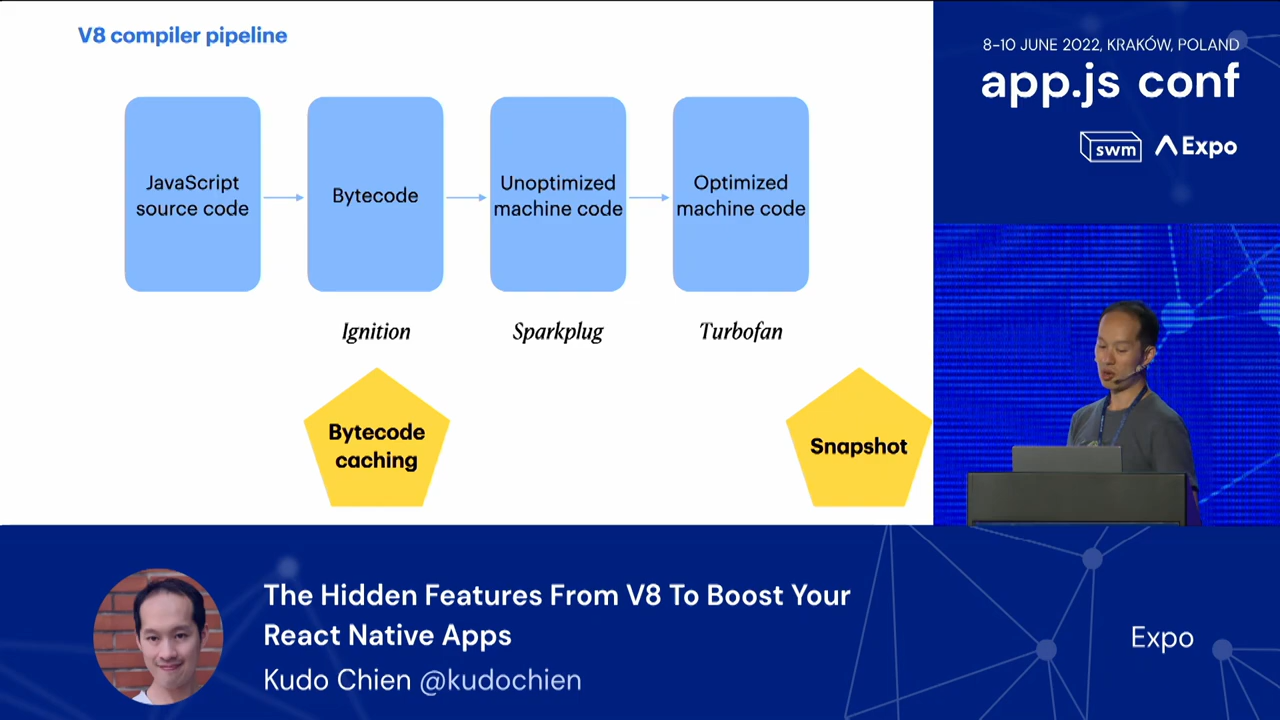 V8 compiler pipeline
JavaScript
source code
Bytecode
Unoptimized
machine code
Optimized
machine code
Ignition
Sparkplug
Turbofan
Bytecode
caching
Snapshot
8–10 JUNE 2022, KRAKÓW, POLAND
app.js conf
swm
Expo
The Hidden Features From V8 To Boost Your
React Native Apps
Kudo Chien @kudochien
Expo